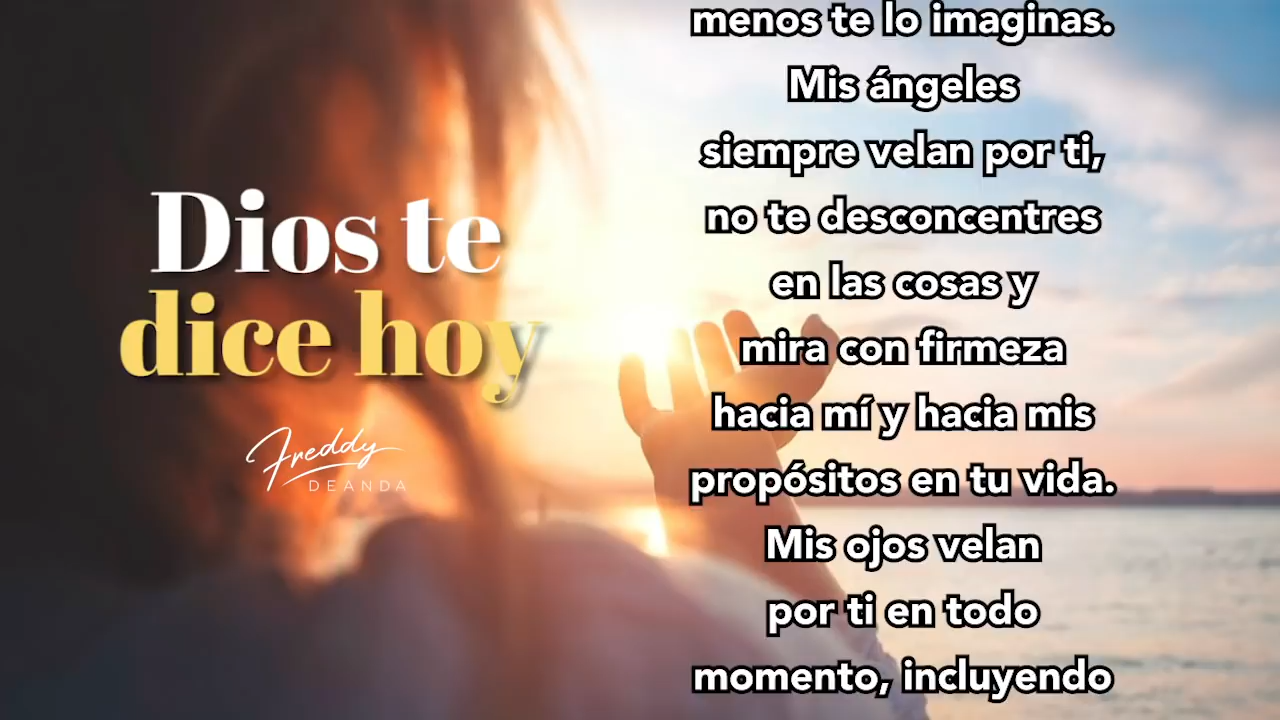 Dios te
dice hoy
Freddy
DEANDA
menos te lo imaginas.
Mis ángeles
siempre velan por ti,
no te desconcentres
en las cosas y
mira con firmeza
hacia mí y hacia mis
propósitos en tu vida.
Mis ojos velan
por ti en todo
momento, incluyendo